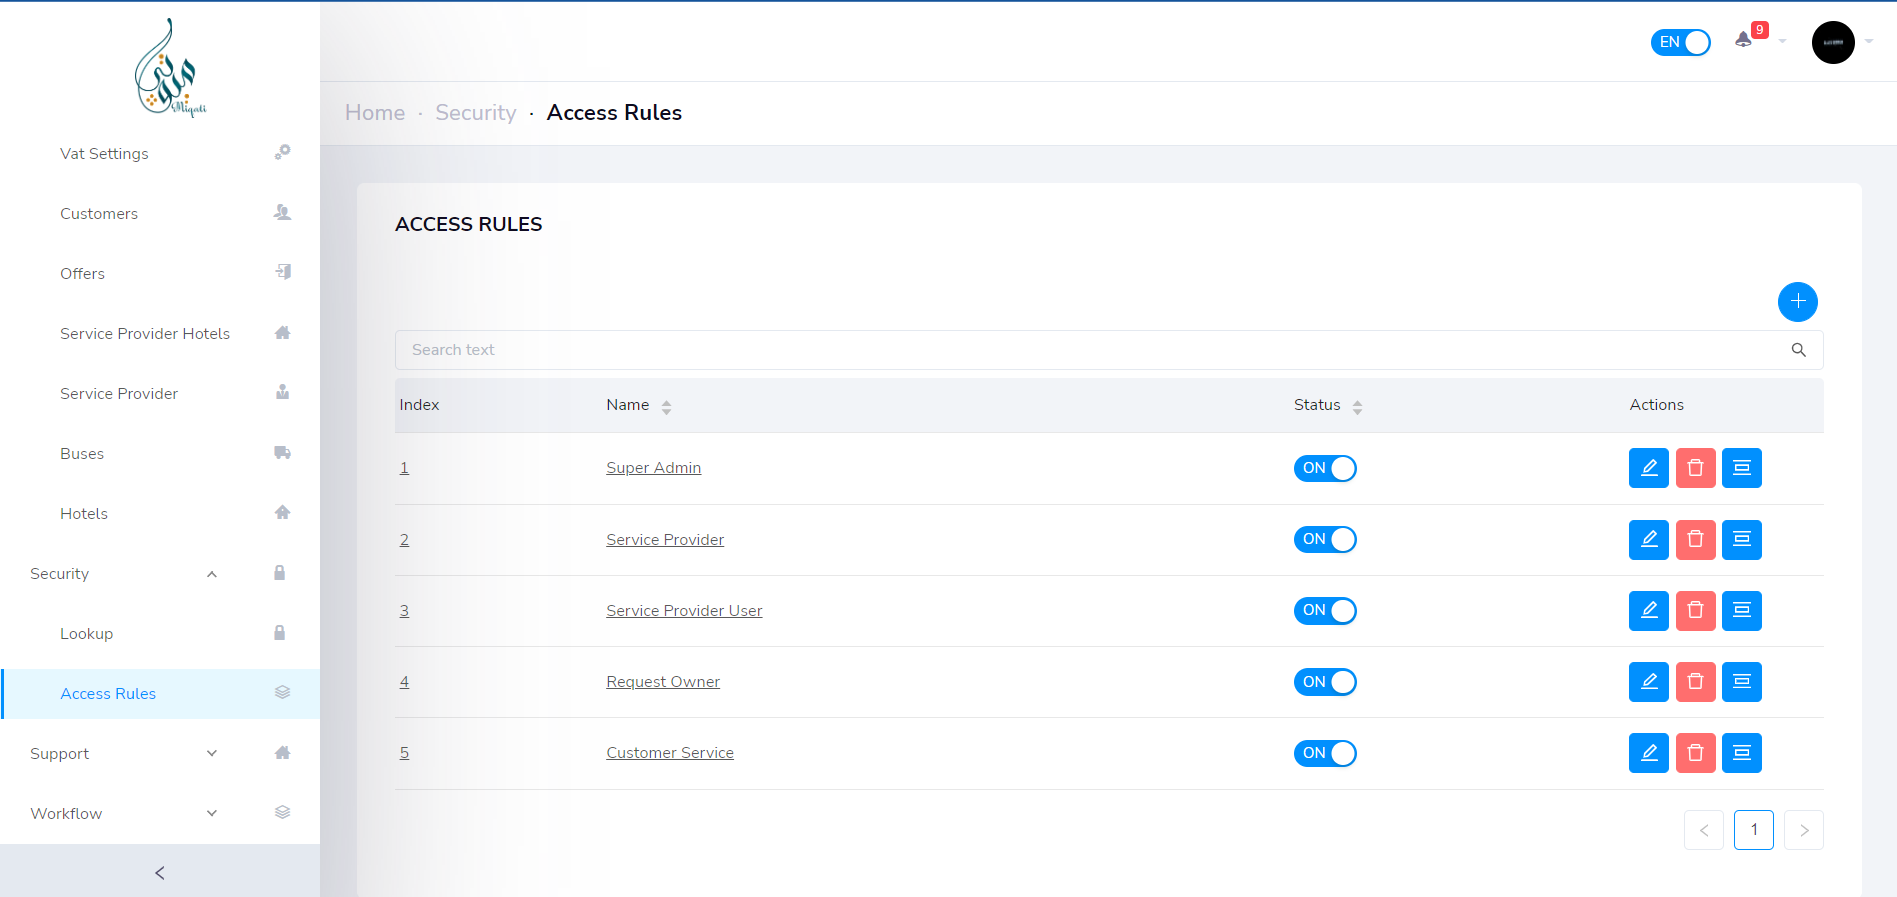 Miqati
EN
9
Home · Security · Access Rules
Vat Settings
Customers
Offers
Service Provider Hotels
Service Provider
Buses
Hotels
Security
Lookup
Access Rules
Support
Workflow
ACCESS RULES
Search text
Index Name Status Actions
1 Super Admin ON
2 Service Provider ON
3 Service Provider User ON
4 Request Owner ON
5 Customer Service ON
1